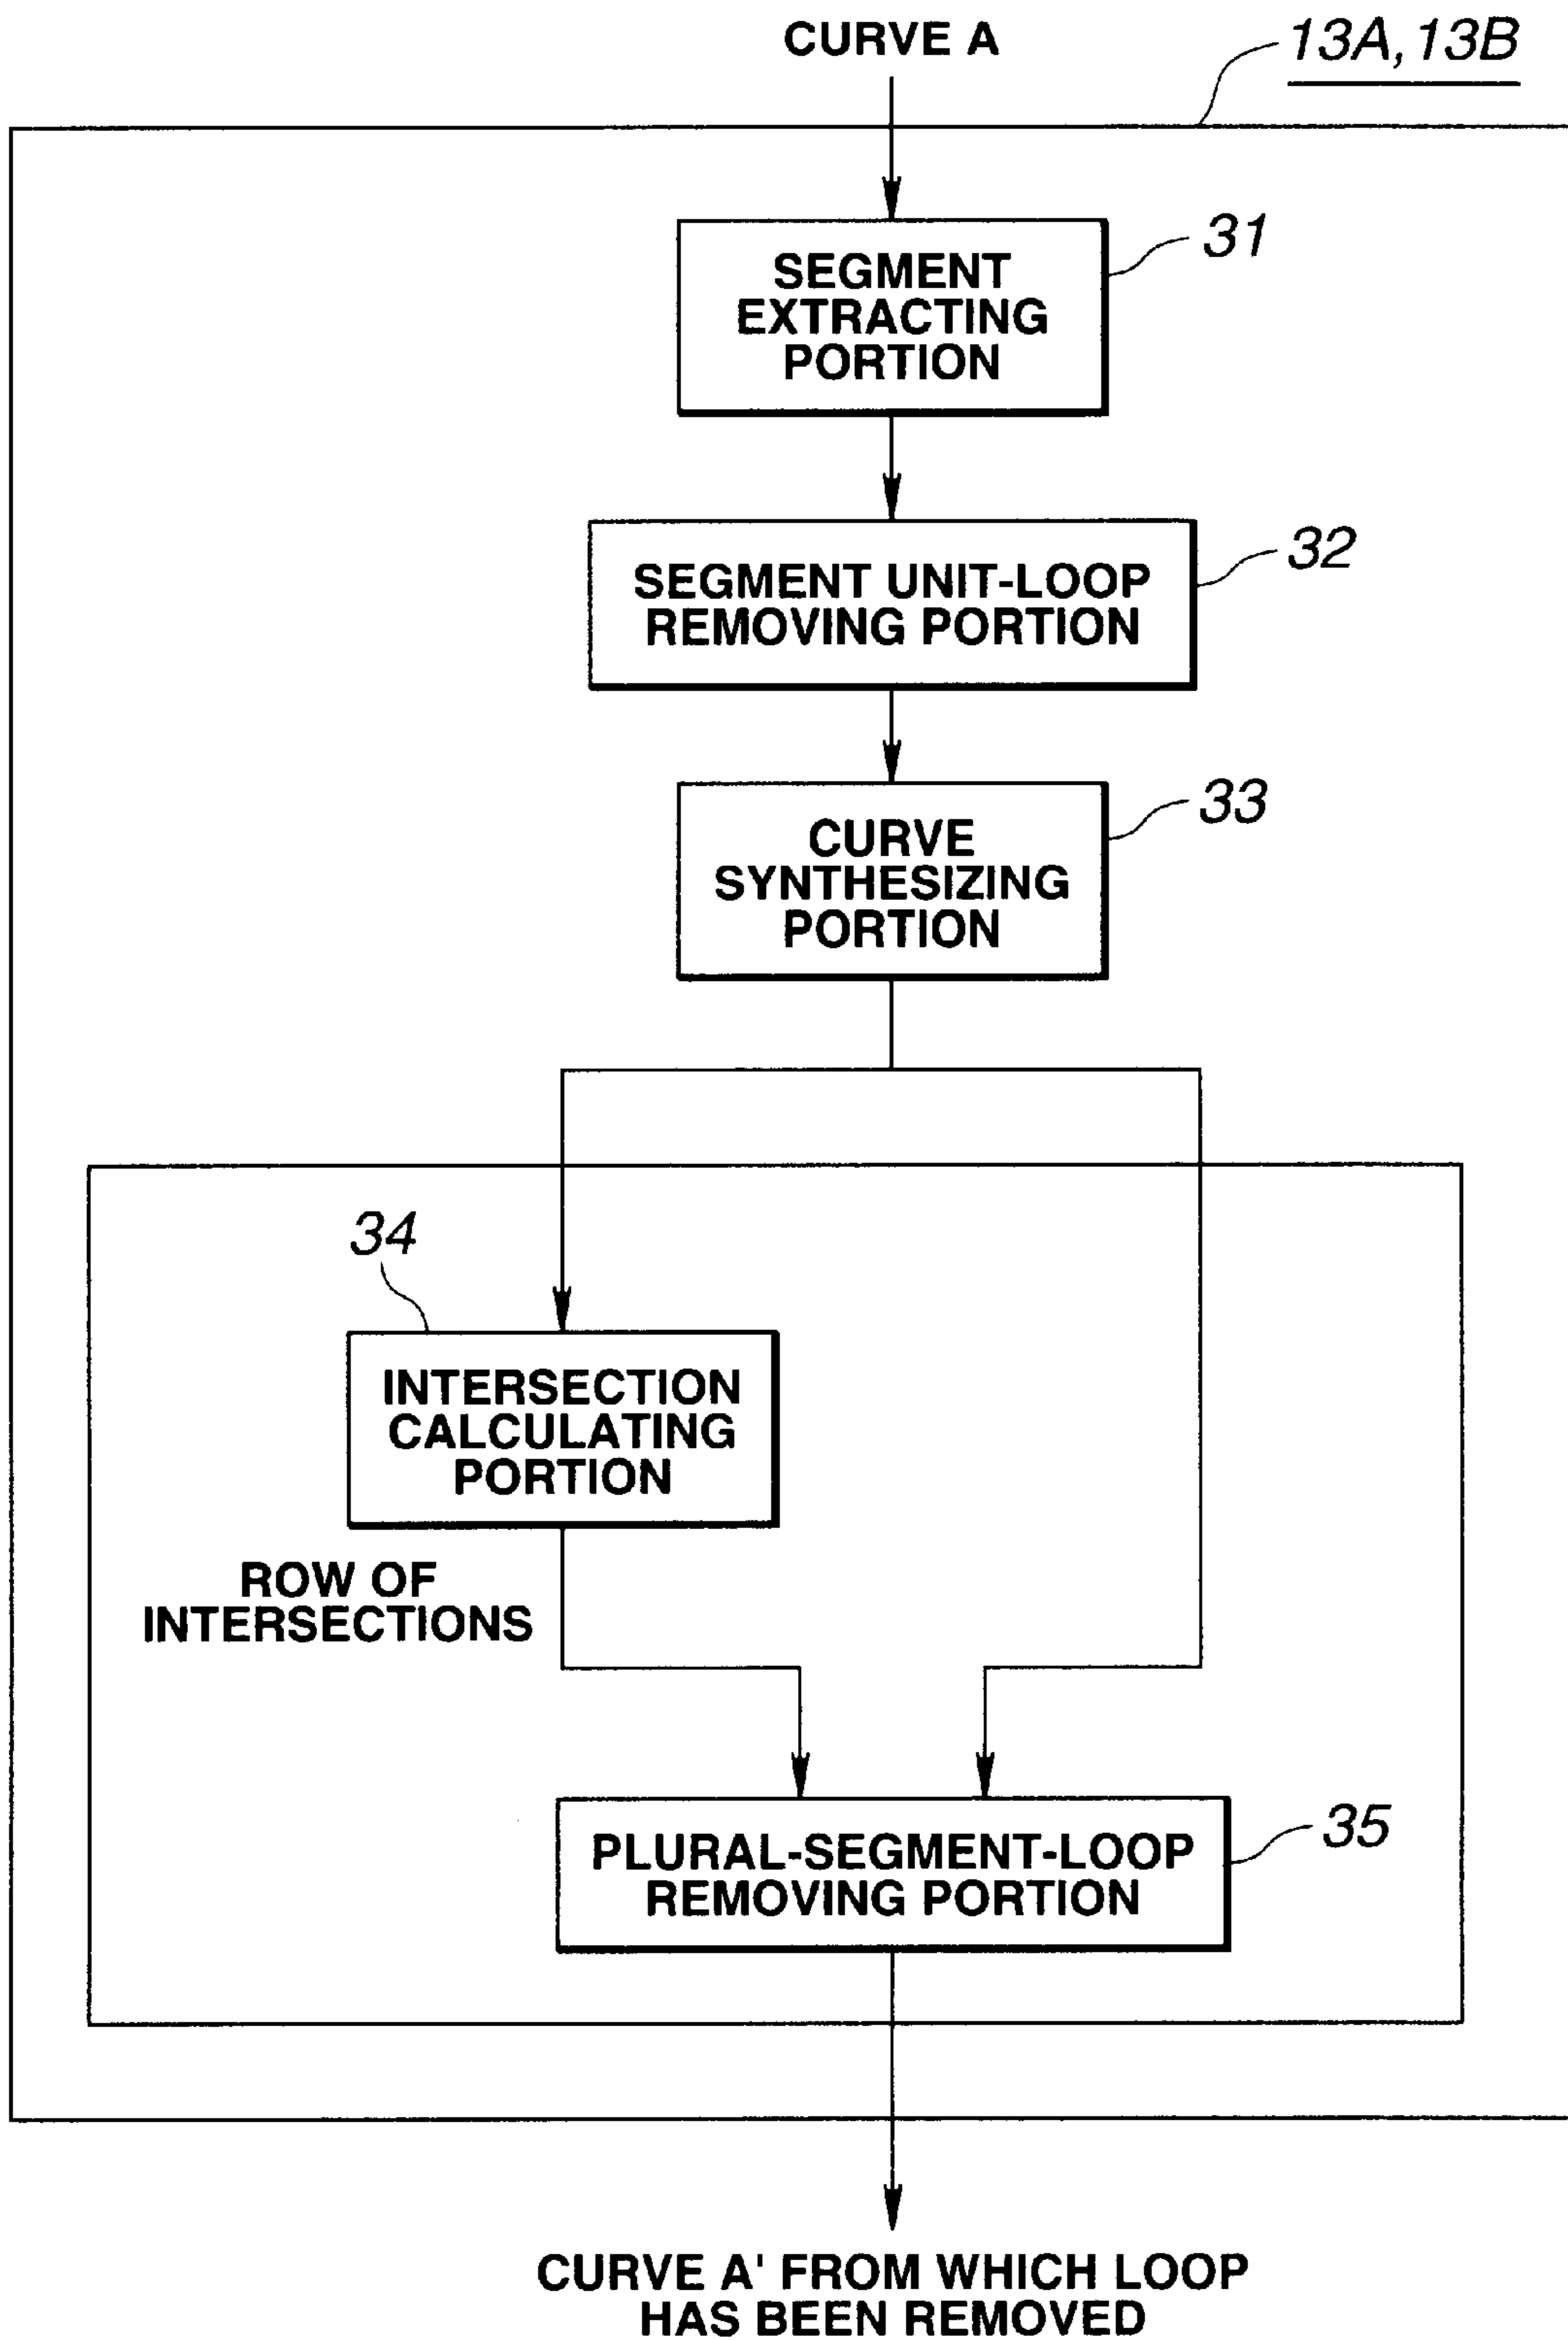 CURVE A
13A, 13B
31
SEGMENT
EXTRACTING
PORTION
32
SEGMENT UNIT-LOOP
REMOVING PORTION
33
CURVE
SYNTHESIZING
PORTION
34
INTERSECTION
CALCULATING
PORTION
ROW OF
INTERSECTIONS
35
PLURAL-SEGMENT-LOOP
REMOVING PORTION
CURVE A' FROM WHICH LOOP
HAS BEEN REMOVED